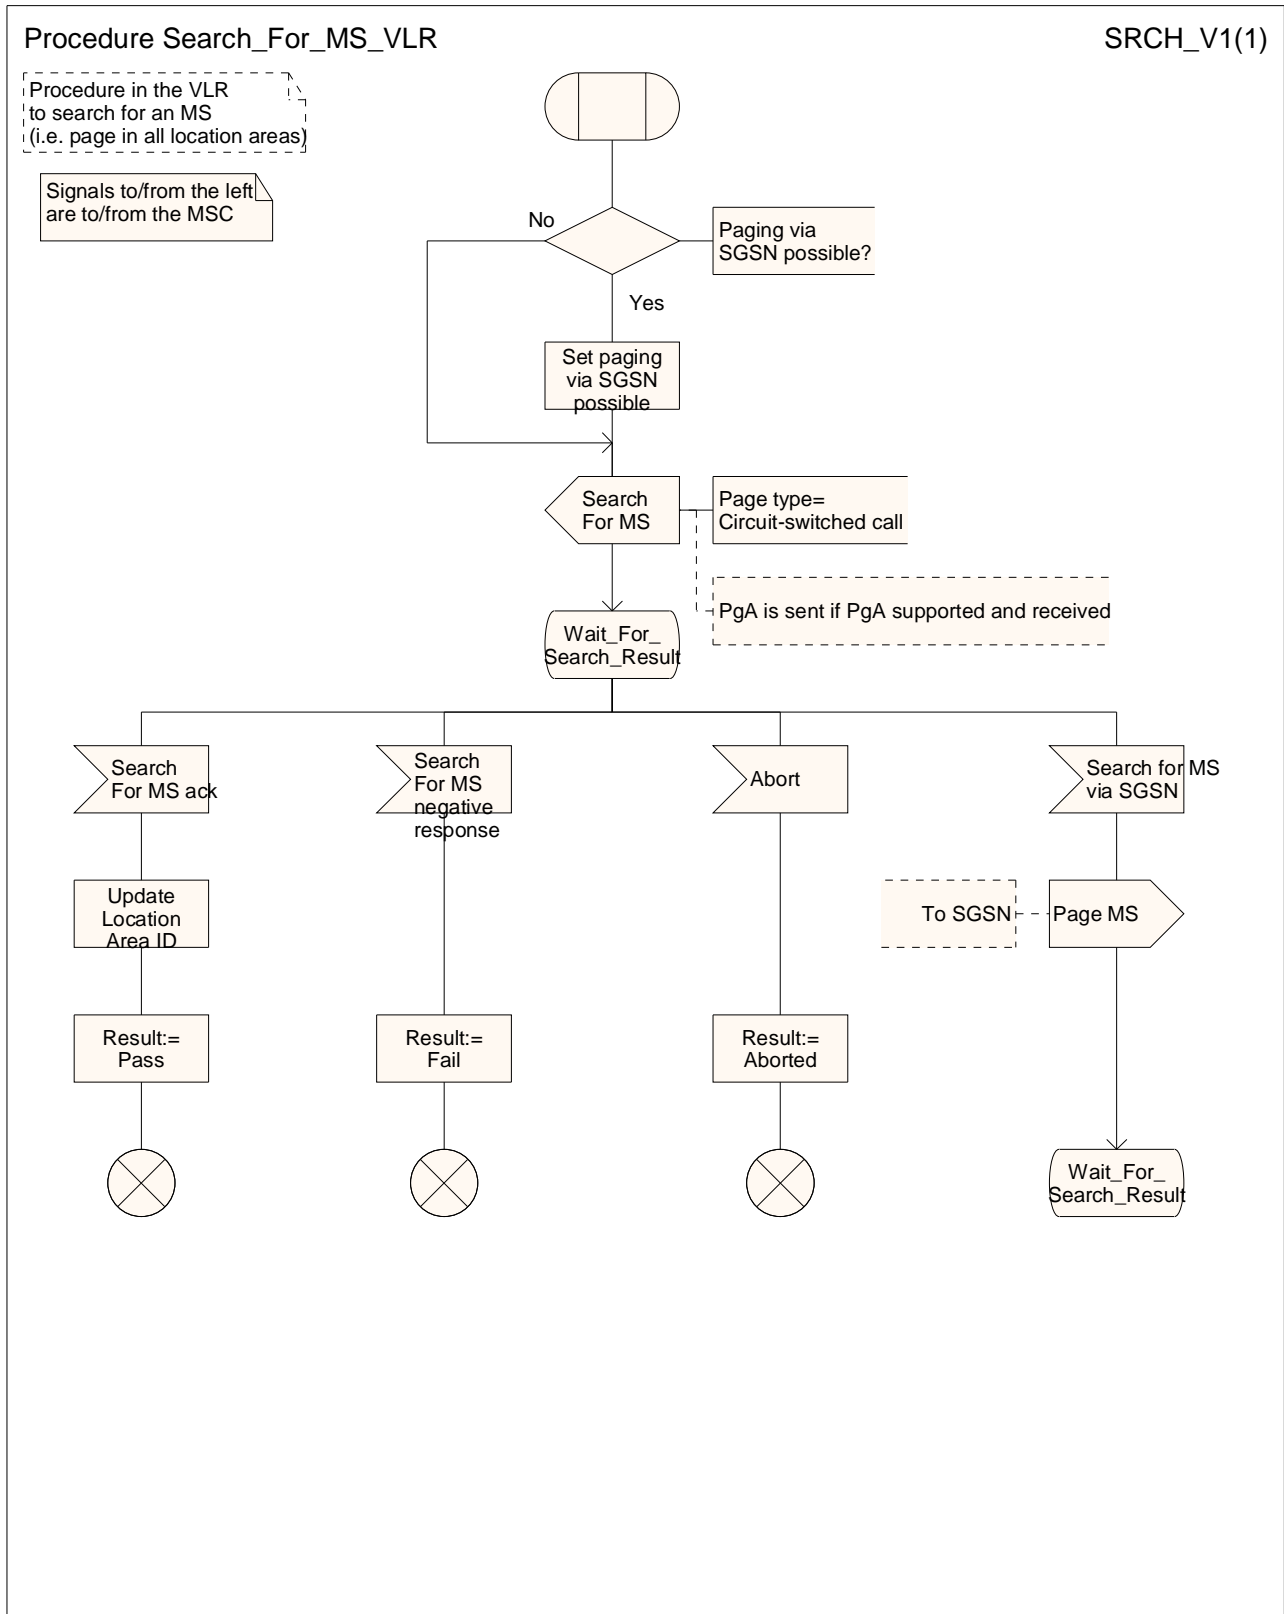 Procedure Search_For_MS_VLR
SRCH_V1(1)
Procedure in the VLR
to search for an MS
(i.e. page in all location areas)
Signals to/from the left
are to/from the MSC
No
Paging via
SGSN possible?
Yes
Set paging
via SGSN
possible
Search
For MS
Page type=
Circuit-switched call
PgA is sent if PgA supported and received
Wait_For_
Search_Result
Search
For MS ack
Search
For MS
negative
response
Abort
Search for MS
via SGSN
Update
Location
Area ID
To SGSN
Page MS
Result:=
Pass
Result:=
Fail
Result:=
Aborted
Wait_For_
Search_Result